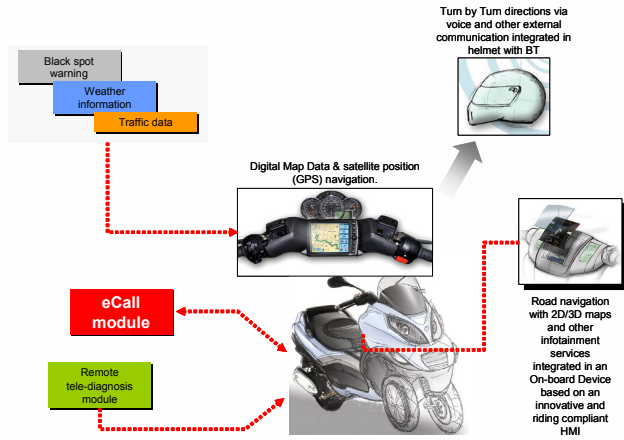 Turn by Turn directions via
voice and other external
communication integrated in
helmet with BT
Black spot
warning
Weather
information
Traffic data
Digital Map Data & satellite position
(GPS) navigation.
eCall
module
Remote
tele-diagnosis
module
Road navigation
with 2D/3D maps
and other
infotainment
services
integrated in an
On-board Device
based on an
innovative and
riding compliant
HMI